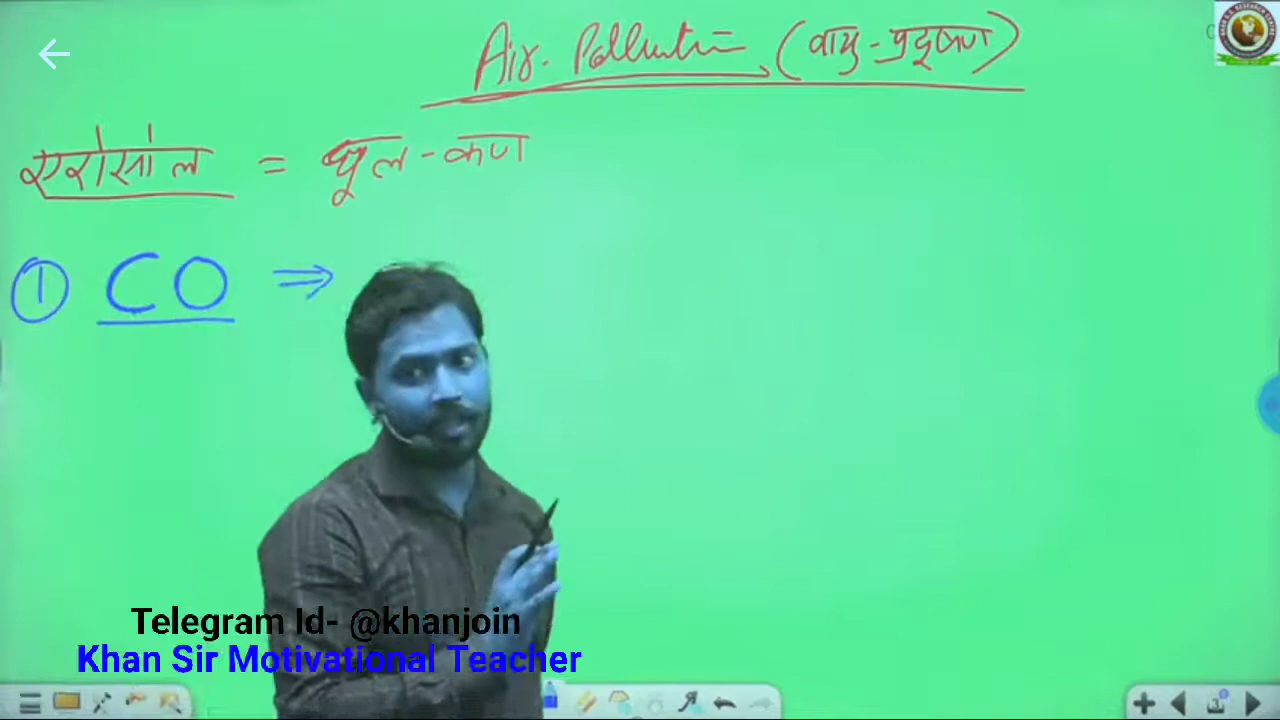 Air-Pollution (वायु-प्रदूषण)
एरोसॉल = धूल-कण
① CO ⇒
Telegram Id- @khanjoin
Khan Sir Motivational Teacher